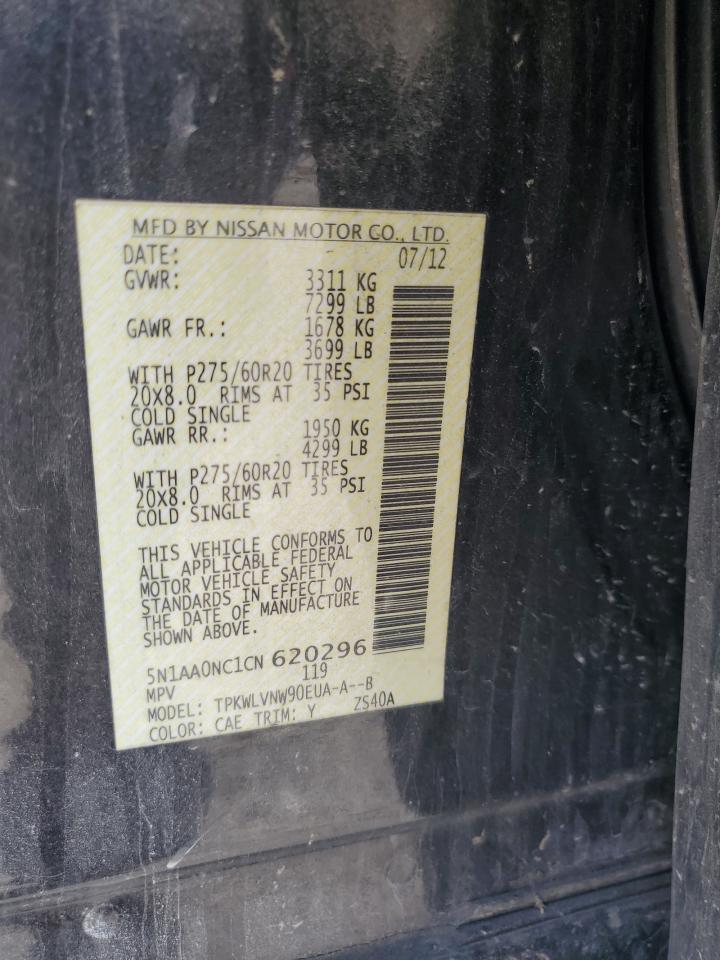 MFD BY NISSAN MOTOR CO., LTD.
DATE: 07/12
GVWR: 3311 KG
7299 LB
GAWR FR.: 1678 KG
3699 LB
WITH P275/60R20 TIRES
20X8.0 RIMS AT 35 PSI
COLD SINGLE
GAWR RR.: 1950 KG
4299 LB
WITH P275/60R20 TIRES
20X8.0 RIMS AT 35 PSI
COLD SINGLE
THIS VEHICLE CONFORMS TO
ALL APPLICABLE FEDERAL
MOTOR VEHICLE SAFETY
STANDARDS IN EFFECT ON
THE DATE OF MANUFACTURE
SHOWN ABOVE.
5N1AA0NC1CN 620296
MPV 119
MODEL: TPKWLVNW90EUA-A--B
COLOR: CAE TRIM: Y ZS40A